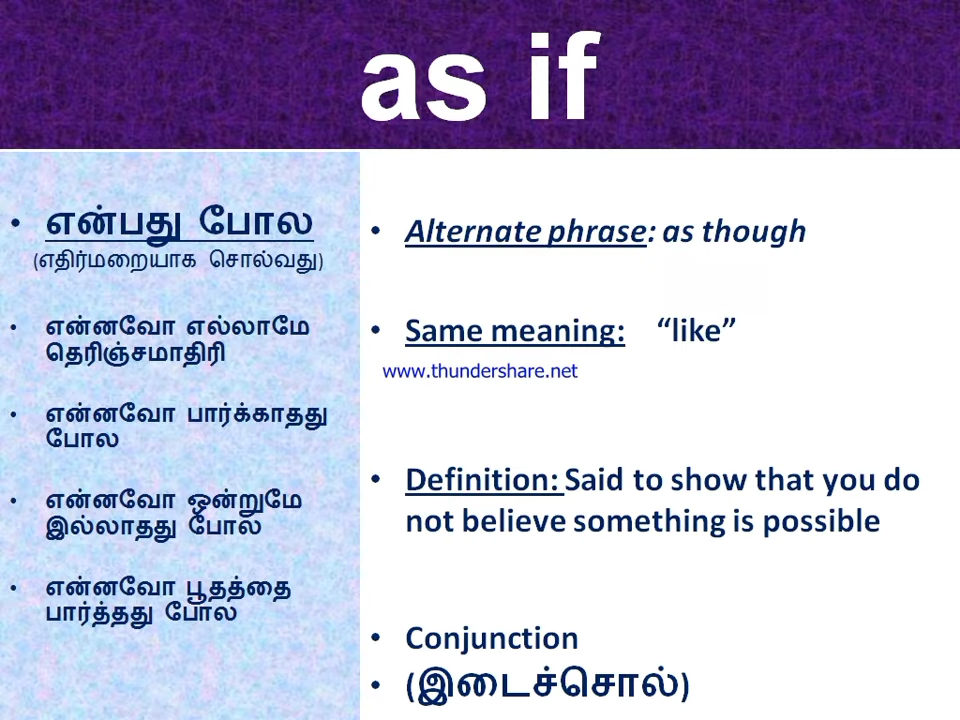 as if
• என்பது போல
(எதிர்மறையாக சொல்வது)
• என்னவோ எல்லாமே
தெரிஞ்சமாதிரி
• என்னவோ பார்க்காதது
போல
• என்னவோ ஒன்றுமே
இல்லாதது போல
• என்னவோ பூதத்தை
பார்த்தது போல
• Alternate phrase: as though
• Same meaning: “like”
www.thundershare.net
• Definition: Said to show that you do
not believe something is possible
• Conjunction
• (இடைச்சொல்)